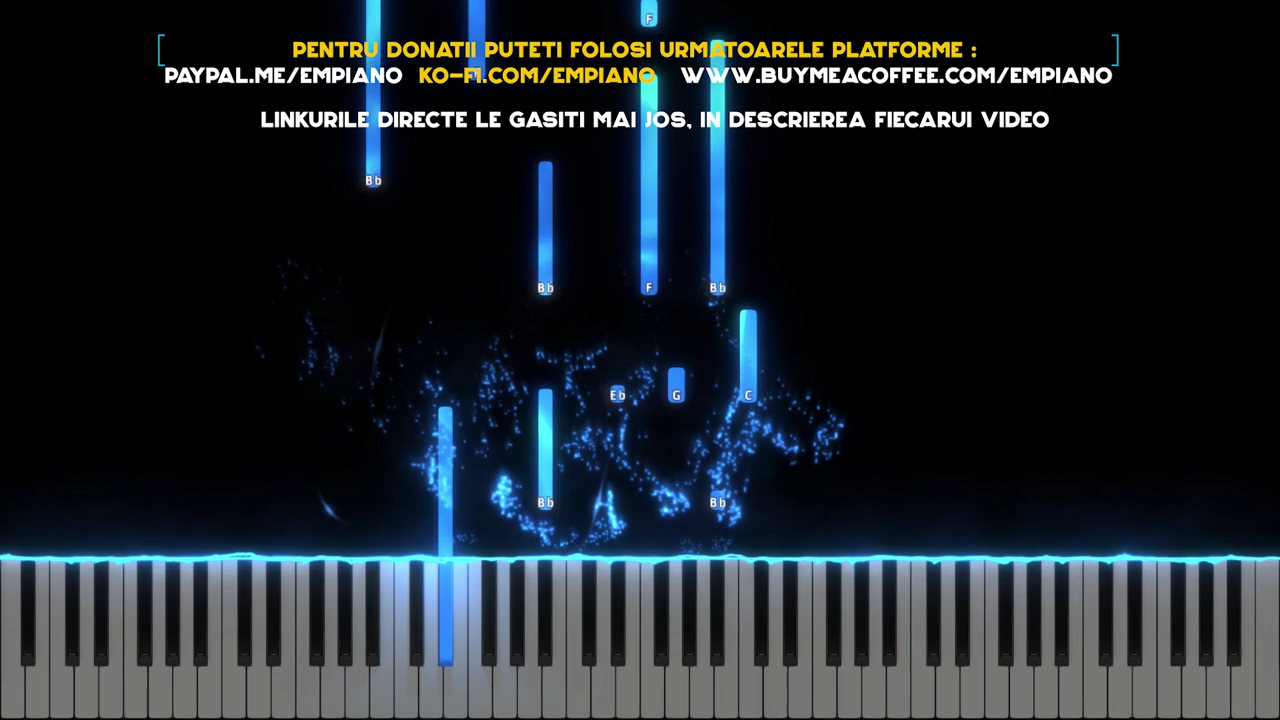 F
PENTRU DONATII PUTETI FOLOSI URMATOARELE PLATFORME :
PAYPAL.ME/EMPIANO KO-FI.COM/EMPIANO WWW.BUYMEACOFFEE.COM/EMPIANO
LINKURILE DIRECTE LE GASITI MAI JOS, IN DESCRIEREA FIECARUI VIDEO
Bb
Bb F Bb
Eb G C
Bb Bb